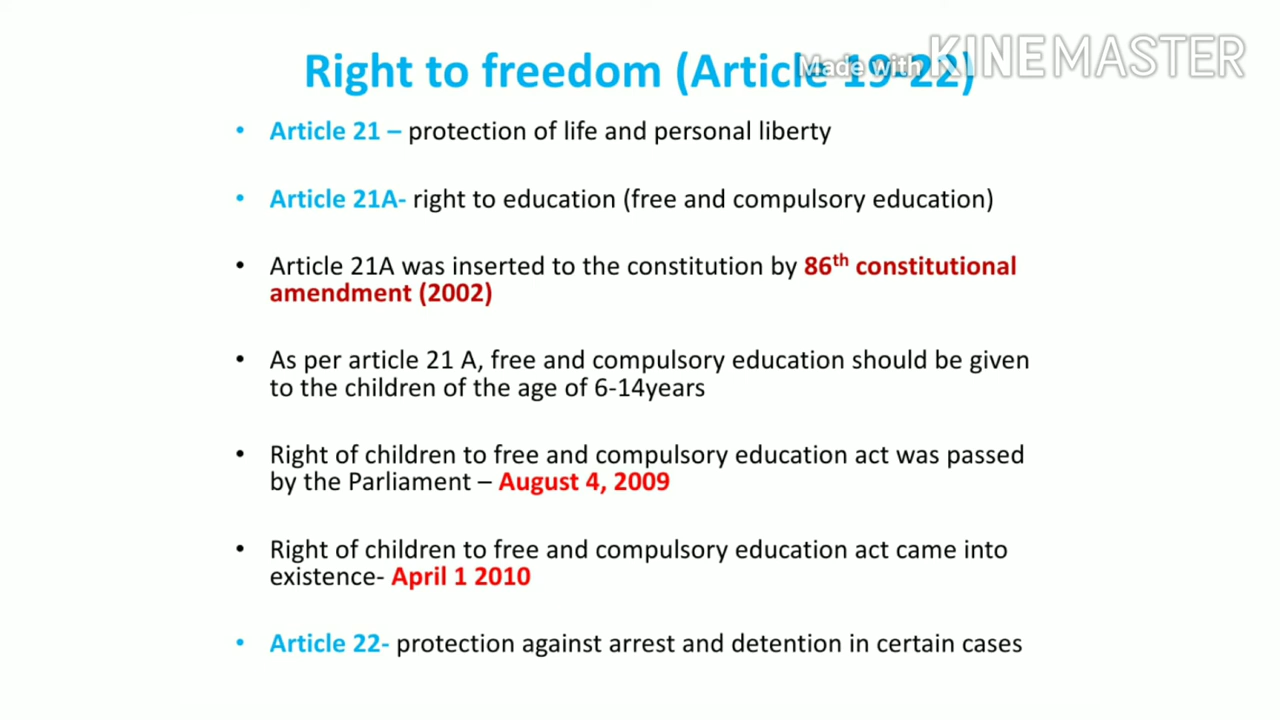 Right to freedom (Article 19-22)
Made with KINEMASTER
• Article 21 – protection of life and personal liberty
• Article 21A- right to education (free and compulsory education)
• Article 21A was inserted to the constitution by 86th constitutional
amendment (2002)
• As per article 21 A, free and compulsory education should be given
to the children of the age of 6-14years
• Right of children to free and compulsory education act was passed
by the Parliament – August 4, 2009
• Right of children to free and compulsory education act came into
existence- April 1 2010
• Article 22- protection against arrest and detention in certain cases